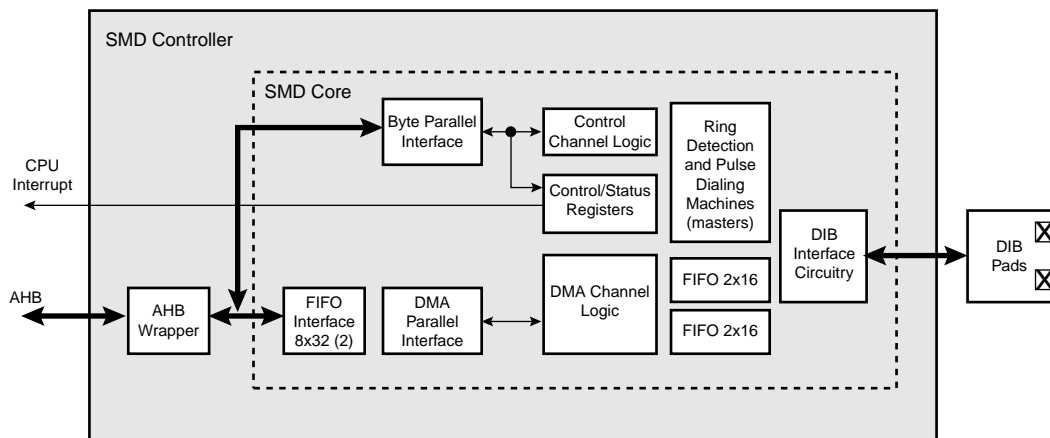 SMD Controller
SMD Core
Byte Parallel
Interface
Control
Channel Logic
Ring
Detection
and Pulse
Dialing
Machines
(masters)
CPU
Interrupt
Control/Status
Registers
DIB
Interface
Circuitry
DIB
Pads
AHB
AHB
Wrapper
FIFO
Interface
8x32 (2)
DMA
Parallel
Interface
DMA Channel
Logic
FIFO 2x16
FIFO 2x16